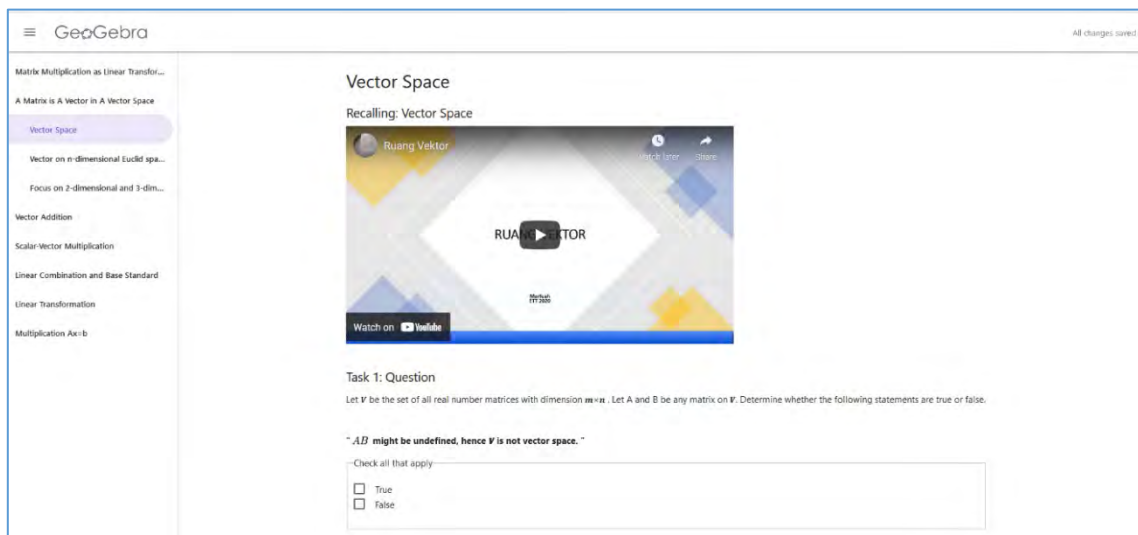 GeoGebra
All changes saved
Matrix Multiplication as Linear Transfor...
A Matrix is A Vector in A Vector Space
Vector Space
Vector on n-dimensional Euclid spa...
Focus on 2-dimensional and 3-dim...
Vector Addition
Scalar-Vector Multiplication
Linear Combination and Base Standard
Linear Transformation
Multiplication Ax=b
Vector Space
Recalling: Vector Space
Ruang Vektor
Watch later
Share
RUANG VEKTOR
ITT 2020
Watch on YouTube
Task 1: Question
Let V be the set of all real number matrices with dimension m×n . Let A and B be any matrix on V. Determine whether the following statements are true or false.
" AB might be undefined, hence V is not vector space. "
Check all that apply
True
False